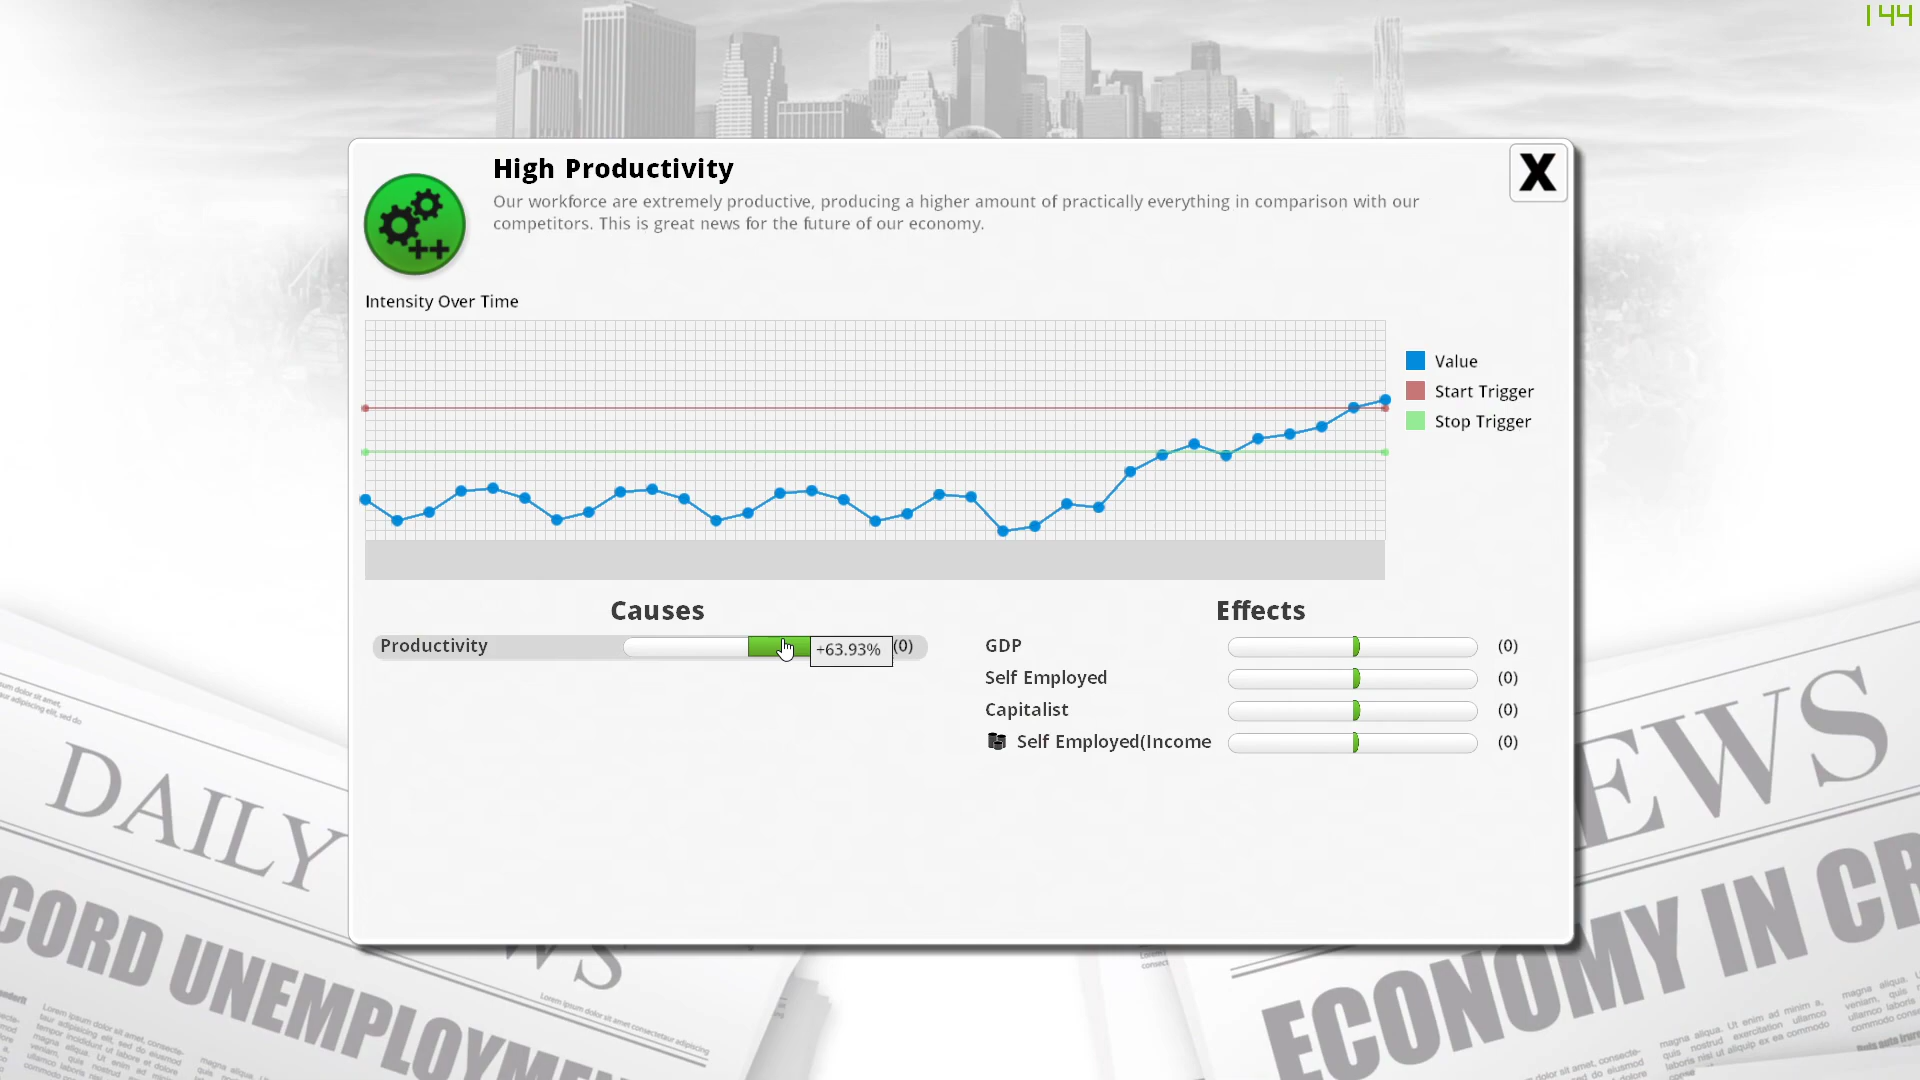 144
High Productivity
Our workforce are extremely productive, producing a higher amount of practically everything in comparison with our
competitors. This is great news for the future of our economy.
X
Intensity Over Time
Value
Start Trigger
Stop Trigger
Causes
Productivity
+63.93%
(0)
Effects
GDP
(0)
Self Employed
(0)
Capitalist
(0)
Self Employed(Income
(0)
DAILY
CORD UNEMPLOYME
WS
EWS
ECONOMY IN CR